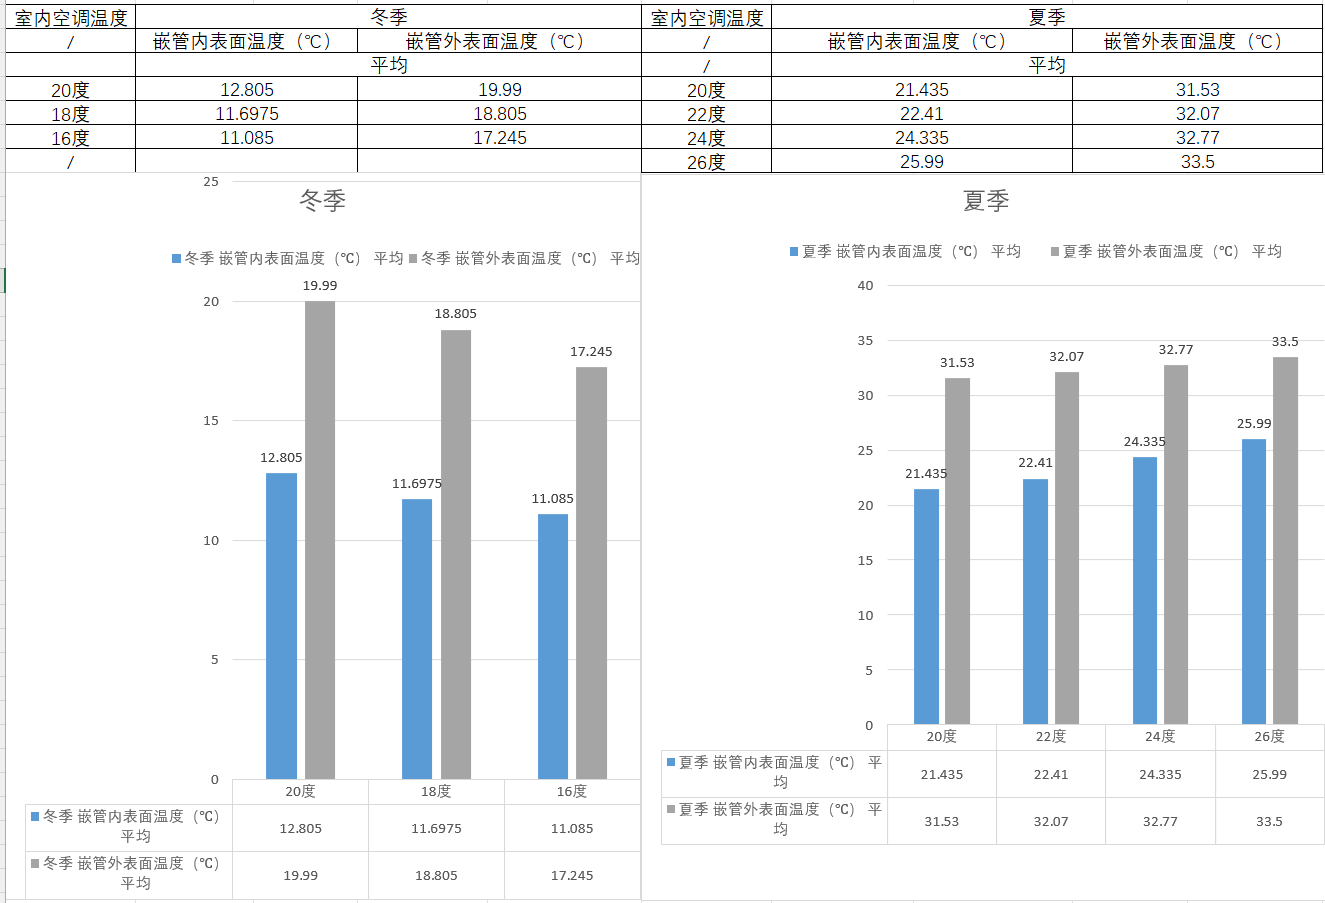 室内空调温度 冬季 室内空调温度 夏季
/ 嵌管内表面温度（℃） 嵌管外表面温度（℃） / 嵌管内表面温度（℃） 嵌管外表面温度（℃）
平均 / 平均
20度 12.805 19.99 20度 21.435 31.53
18度 11.6975 18.805 22度 22.41 32.07
16度 11.085 17.245 24度 24.335 32.77
/ 26度 25.99 33.5
冬季
冬季 嵌管内表面温度（℃） 平均 冬季 嵌管外表面温度（℃） 平均
25
20
15
10
5
0
19.99
18.805
17.245
12.805
11.6975
11.085
20度 18度 16度
冬季 嵌管内表面温度（℃）
平均
12.805 11.6975 11.085
冬季 嵌管外表面温度（℃）
平均
19.99 18.805 17.245
夏季
夏季 嵌管内表面温度（℃） 平均 夏季 嵌管外表面温度（℃） 平均
40
35
30
25
20
15
10
5
0
31.53
32.07
32.77
33.5
21.435
22.41
24.335
25.99
20度 22度 24度 26度
夏季 嵌管内表面温度（℃） 平
均
21.435 22.41 24.335 25.99
夏季 嵌管外表面温度（℃） 平
均
31.53 32.07 32.77 33.5